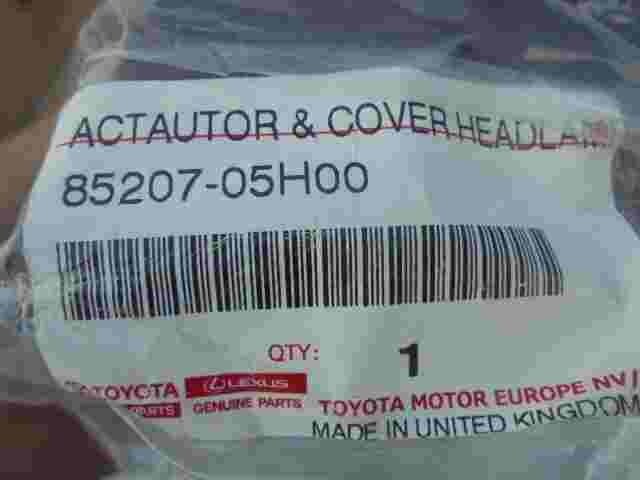 ACTAUTOR & COVER HEADLAM
85207-05H00
QTY: 1
TOYOTA LEXUS
PARTS GENUINE PARTS
TOYOTA MOTOR EUROPE NV/
MADE IN UNITED KINGDOM